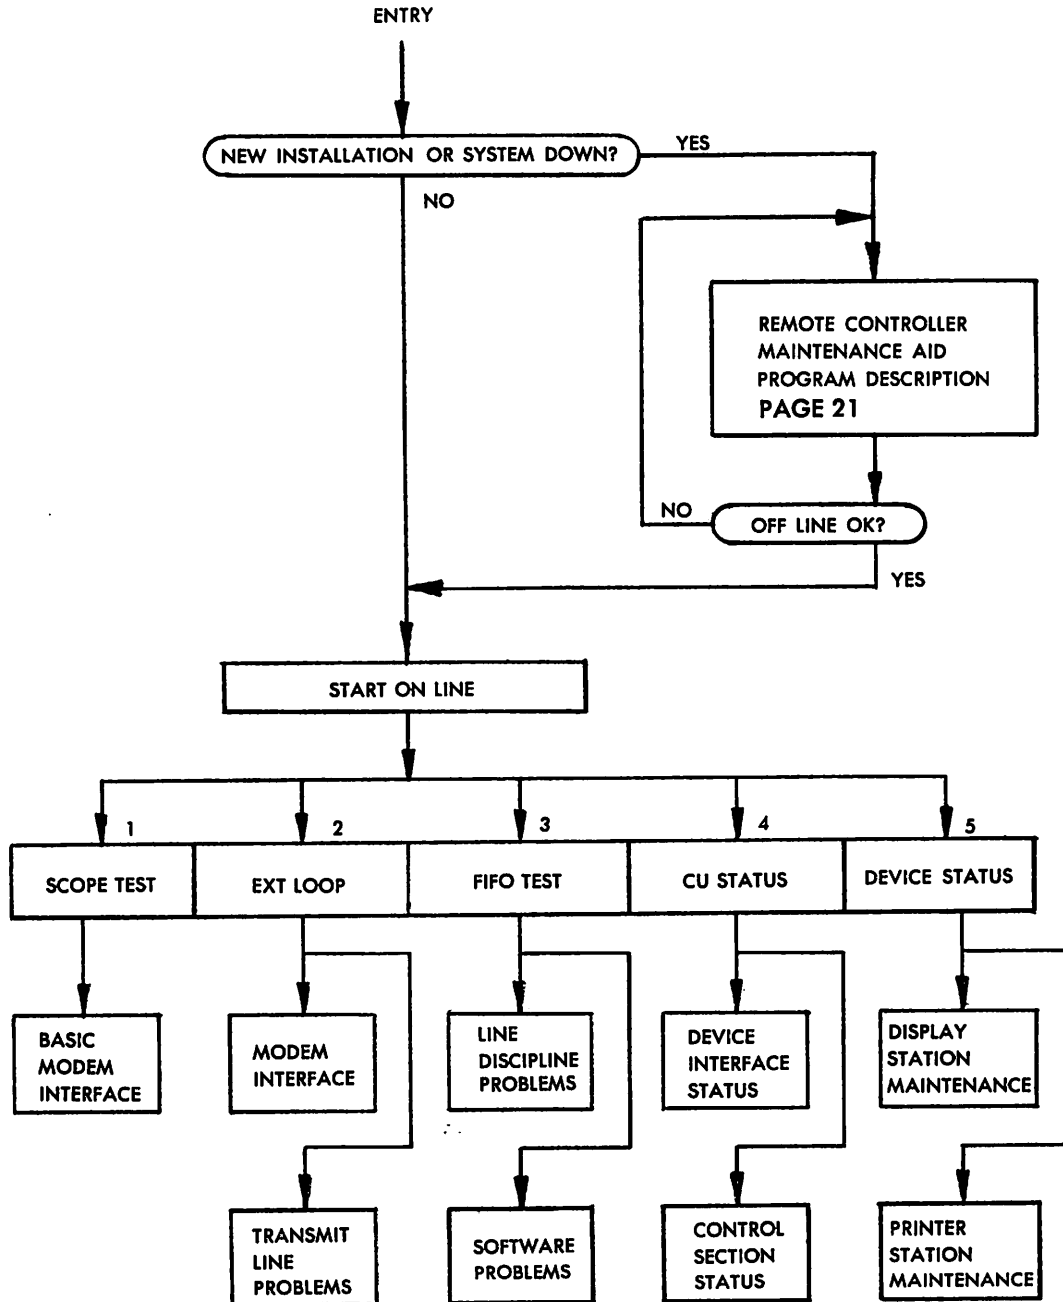 ENTRY
NEW INSTALLATION OR SYSTEM DOWN?
YES
NO
REMOTE CONTROLLER
MAINTENANCE AID
PROGRAM DESCRIPTION
PAGE 21
NO
OFF LINE OK?
YES
START ON LINE
1
2
3
4
5
SCOPE TEST
EXT LOOP
FIFO TEST
CU STATUS
DEVICE STATUS
BASIC
MODEM
INTERFACE
MODEM
INTERFACE
LINE
DISCIPLINE
PROBLEMS
DEVICE
INTERFACE
STATUS
DISPLAY
STATION
MAINTENANCE
TRANSMIT
LINE
PROBLEMS
SOFTWARE
PROBLEMS
CONTROL
SECTION
STATUS
PRINTER
STATION
MAINTENANCE